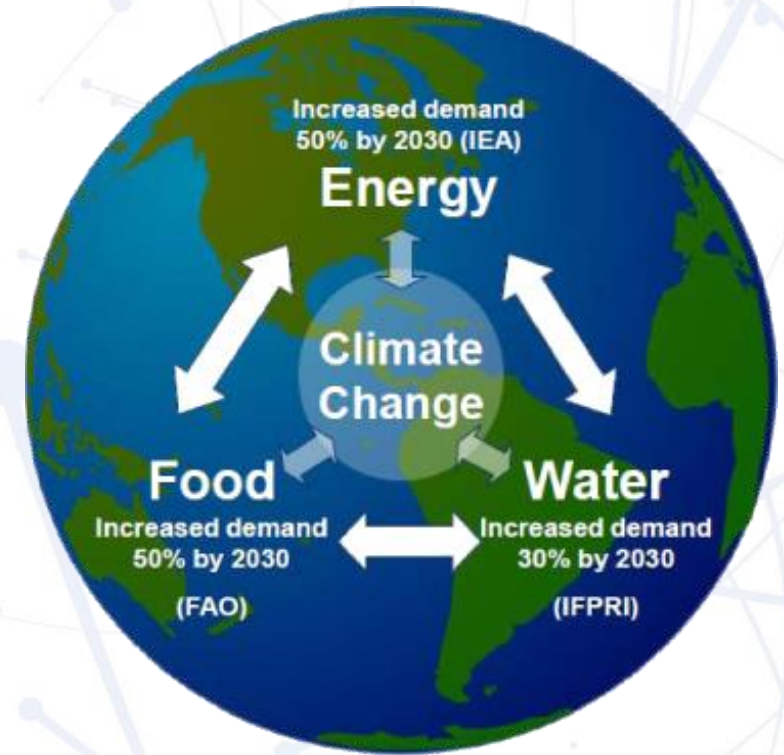 Increased demand
50% by 2030 (IEA)
Energy
Climate
Change
Food
Increased demand
50% by 2030
(FAO)
Water
Increased demand
30% by 2030
(IFPRI)